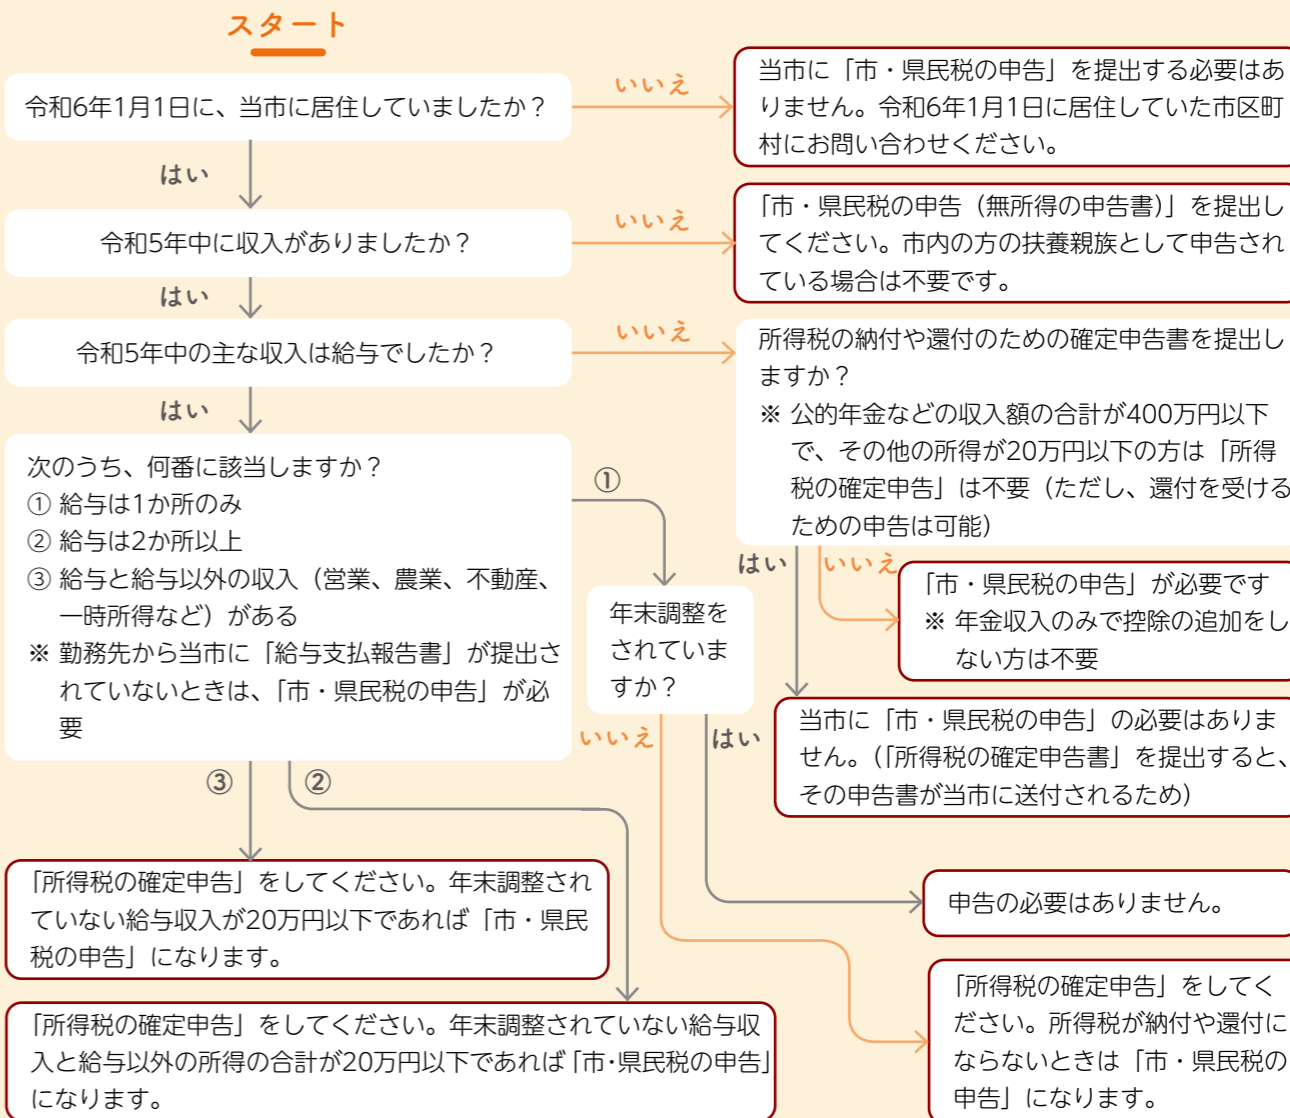 スタート
令和6年1月1日に、当市に居住していましたか？
いいえ
当市に「市・県民税の申告」を提出する必要はあ
りません。令和6年1月1日に居住していた市区町
村にお問い合わせください。
はい
令和5年中に収入がありましたか？
いいえ
「市・県民税の申告（無所得の申告書）」を提出し
てください。市内の方の扶養親族として申告され
ている場合は不要です。
はい
令和5年中の主な収入は給与でしたか？
いいえ
所得税の納付や還付のための確定申告書を提出し
ますか？
※ 公的年金などの収入額の合計が400万円以下
で、その他の所得が20万円以下の方は「所得
税の確定申告」は不要（ただし、還付を受ける
ための申告は可能）
はい
次のうち、何番に該当しますか？
① 給与は1か所のみ
② 給与は2か所以上
③ 給与と給与以外の収入（営業、農業、不動産、
一時所得など）がある
※ 勤務先から当市に「給与支払報告書」が提出さ
れていないときは、「市・県民税の申告」が必
要
①
年末調整を
されていま
すか？
はい
いいえ
「市・県民税の申告」が必要です
※ 年金収入のみで控除の追加をし
ない方は不要
当市に「市・県民税の申告」の必要はありま
せん。（「所得税の確定申告書」を提出すると、
その申告書が当市に送付されるため）
いいえ
はい
③
②
「所得税の確定申告」をしてください。年末調整され
ていない給与収入が20万円以下であれば「市・県民
税の申告」になります。
申告の必要はありません。
「所得税の確定申告」をしてください。年末調整されていない給与収
入と給与以外の所得の合計が20万円以下であれば「市・県民税の申告」
になります。
「所得税の確定申告」をしてく
ださい。所得税が納付や還付に
ならないときは「市・県民税の
申告」になります。